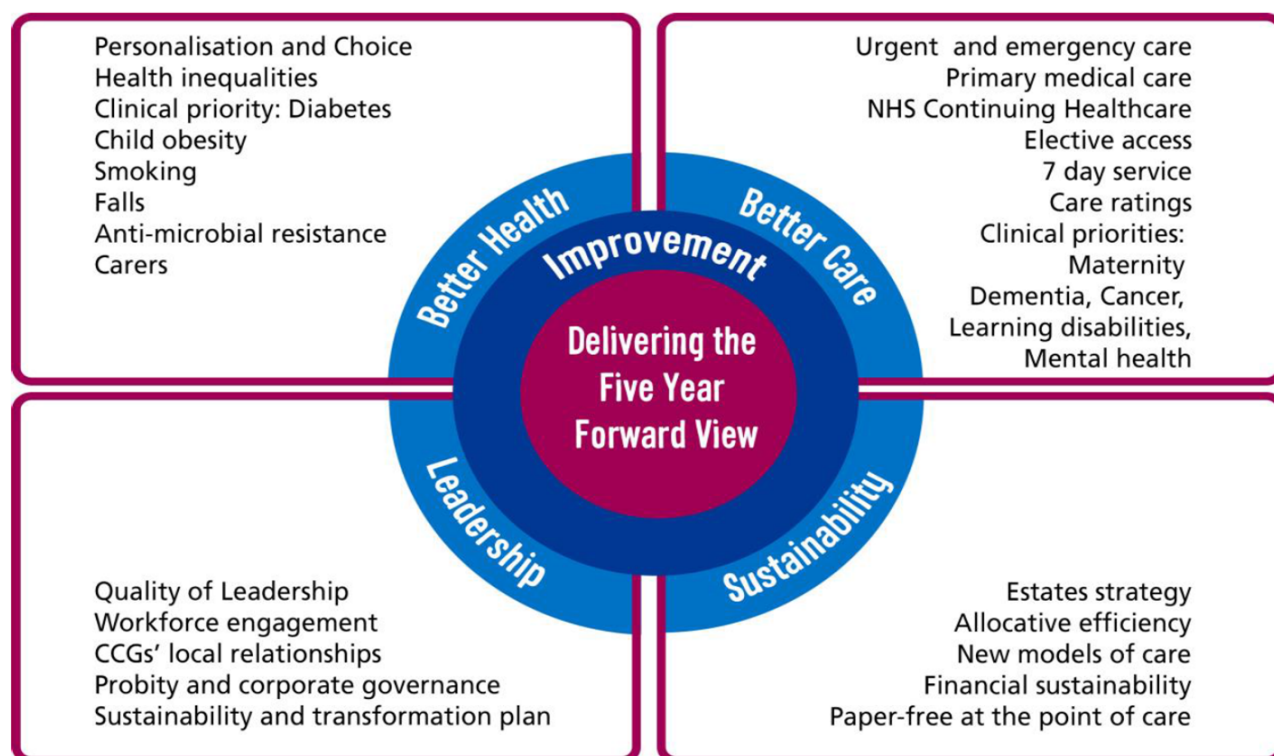 Personalisation and Choice
Health inequalities
Clinical priority: Diabetes
Child obesity
Smoking
Falls
Anti-microbial resistance
Carers
Urgent and emergency care
Primary medical care
NHS Continuing Healthcare
Elective access
7 day service
Care ratings
Clinical priorities:
Maternity
Dementia, Cancer,
Learning disabilities,
Mental health
Better Health
Better Care
Improvement
Delivering the
Five Year
Forward View
Leadership
Sustainability
Quality of Leadership
Workforce engagement
CCGs’ local relationships
Probity and corporate governance
Sustainability and transformation plan
Estates strategy
Allocative efficiency
New models of care
Financial sustainability
Paper-free at the point of care